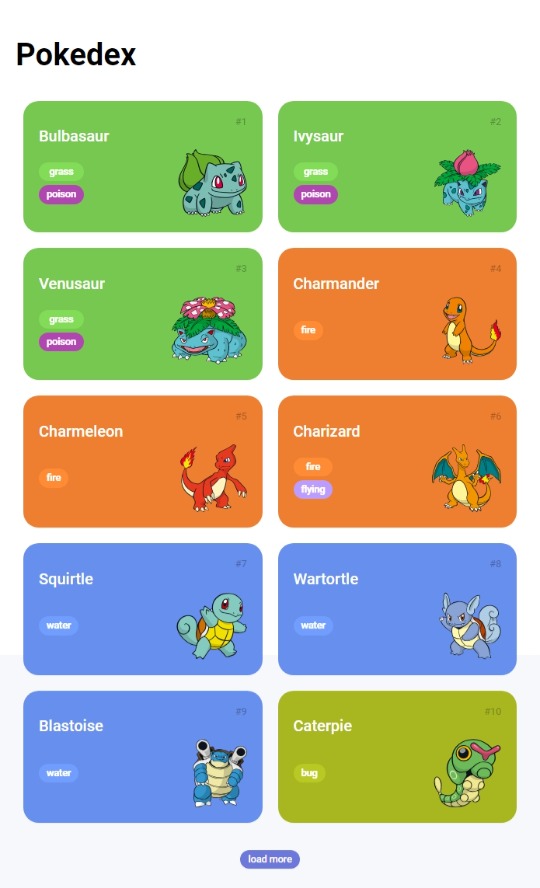 Pokedex
#1
Bulbasaur
grass
poison
#2
Ivysaur
grass
poison
#3
Venusaur
grass
poison
#4
Charmander
fire
#5
Charmeleon
fire
#6
Charizard
fire
flying
#7
Squirtle
water
#8
Wartortle
water
#9
Blastoise
water
#10
Caterpie
bug
load more